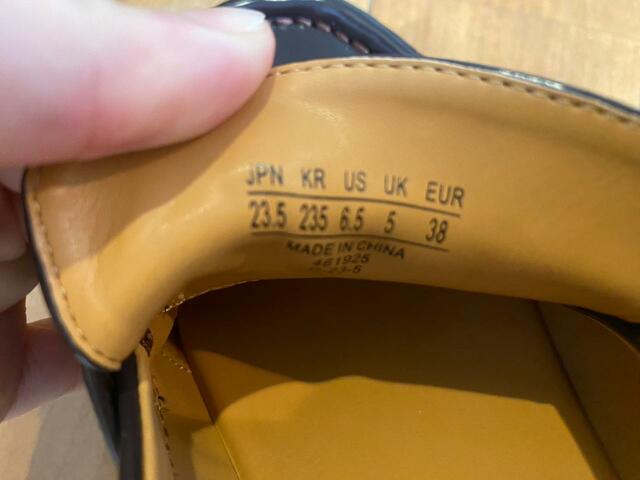 JPN KR US UK EUR
23.5 235 6.5 5 38
MADE IN CHINA
461925